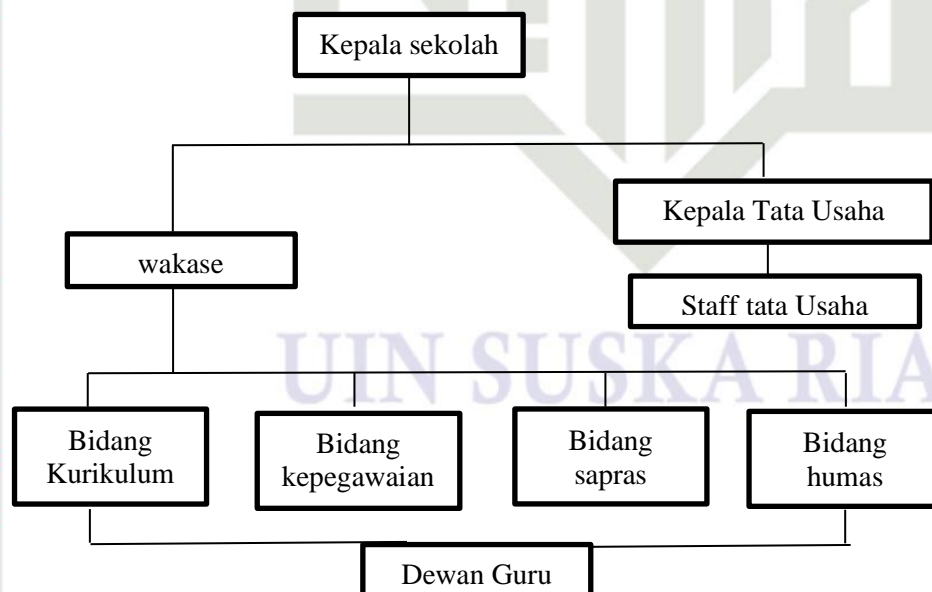 Kepala sekolah
Kepala Tata Usaha
wakase
Staff tata Usaha
UIN SUSKA RIA
Bidang
Kurikulum
Bidang
kepegawaian
Bidang
sapras
Bidang
humas
Dewan Guru